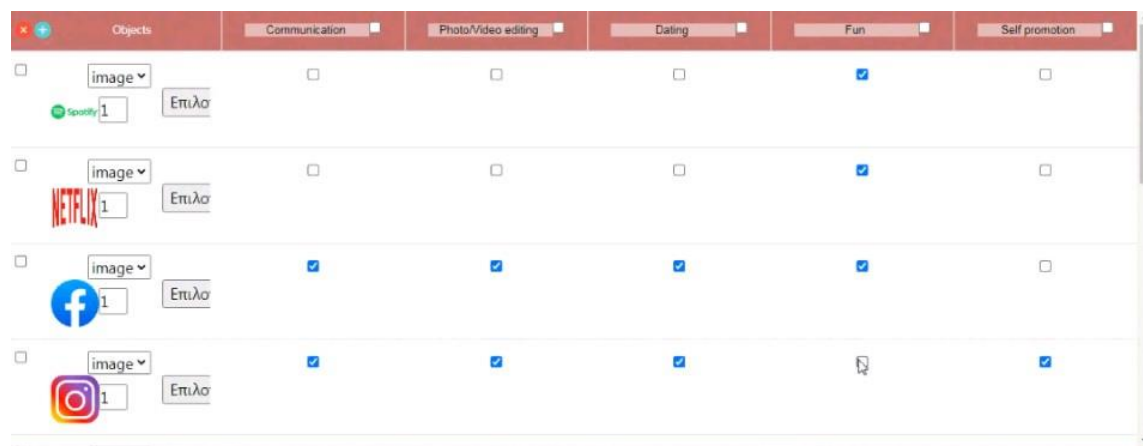 Objects Communication Photo/Video editing Dating Fun Self promotion
image
Spotify 1 Επιλο
image
NETFLIX 1 Επιλο
image
1 Επιλο
image
1 Επιλο